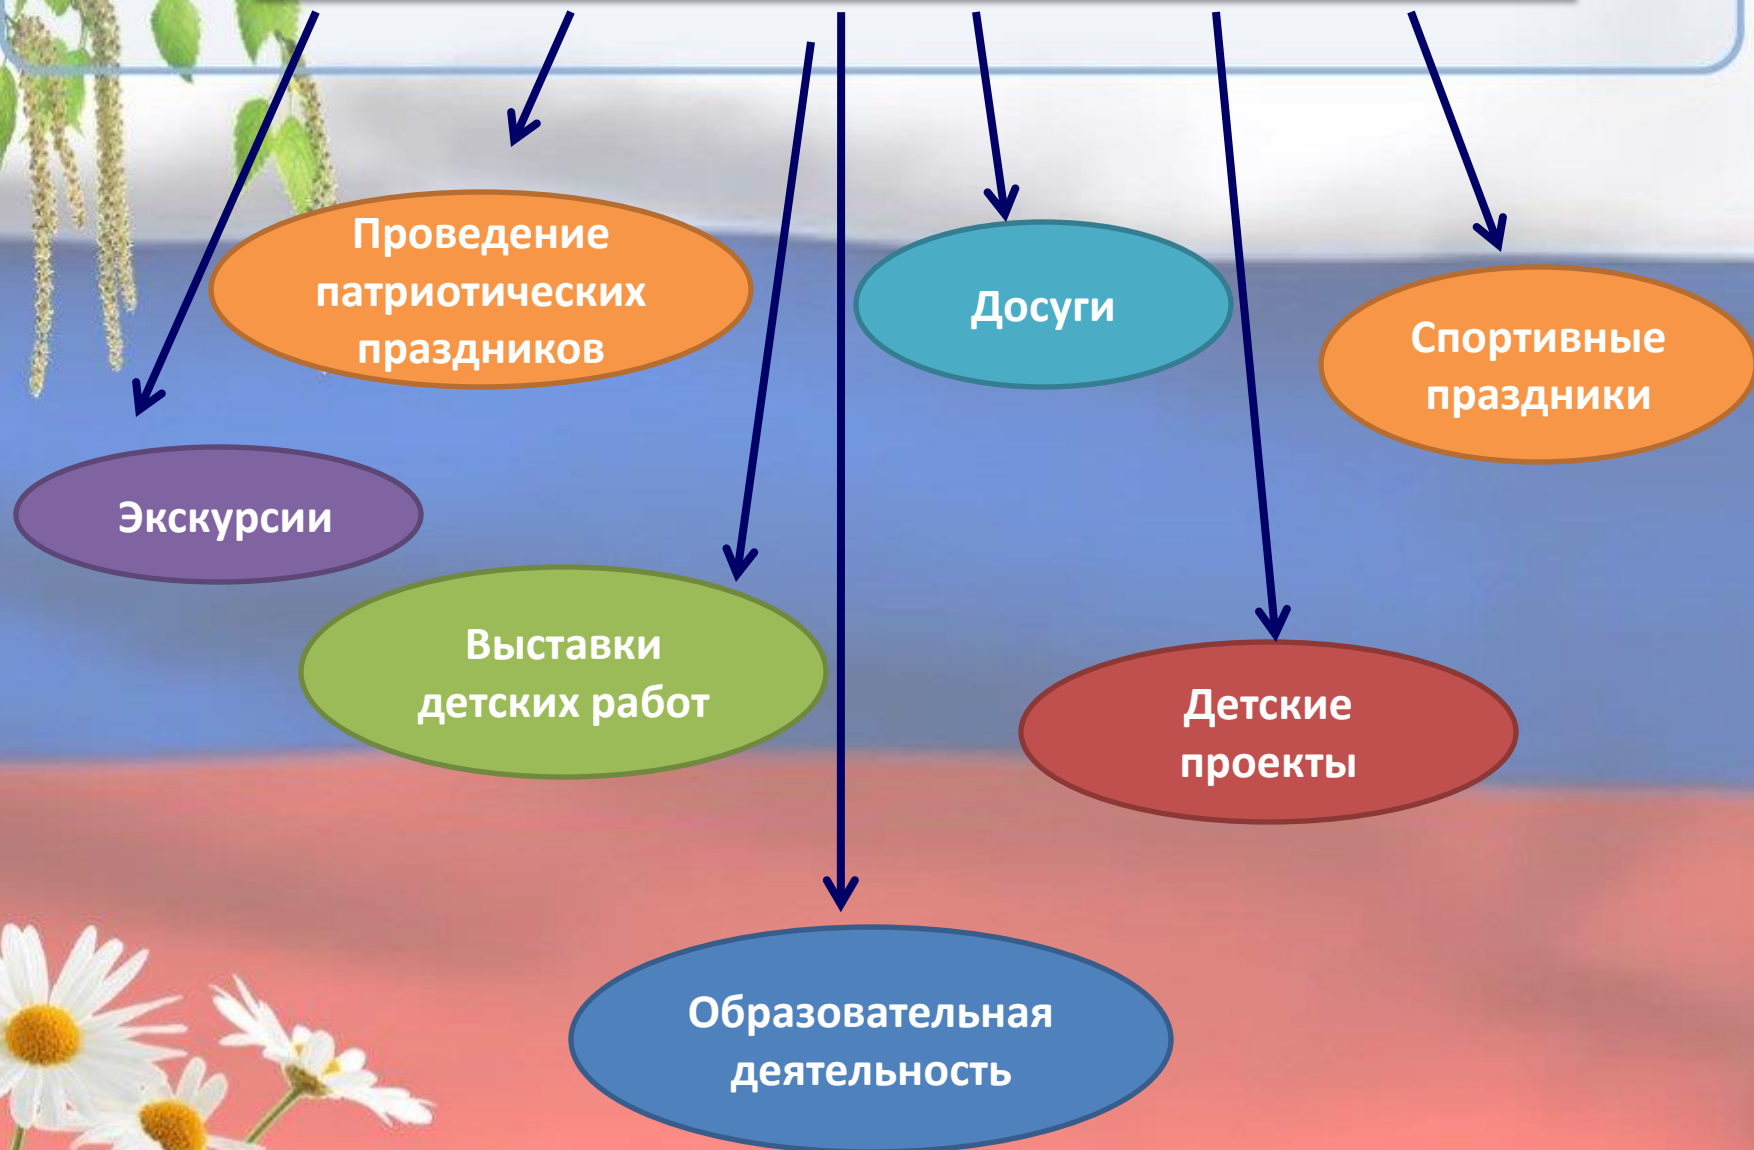 Проведение
патриотических
праздников
Досуги
Спортивные
праздники
Экскурсии
Выставки
детских работ
Детские
проекты
Образовательная
деятельность